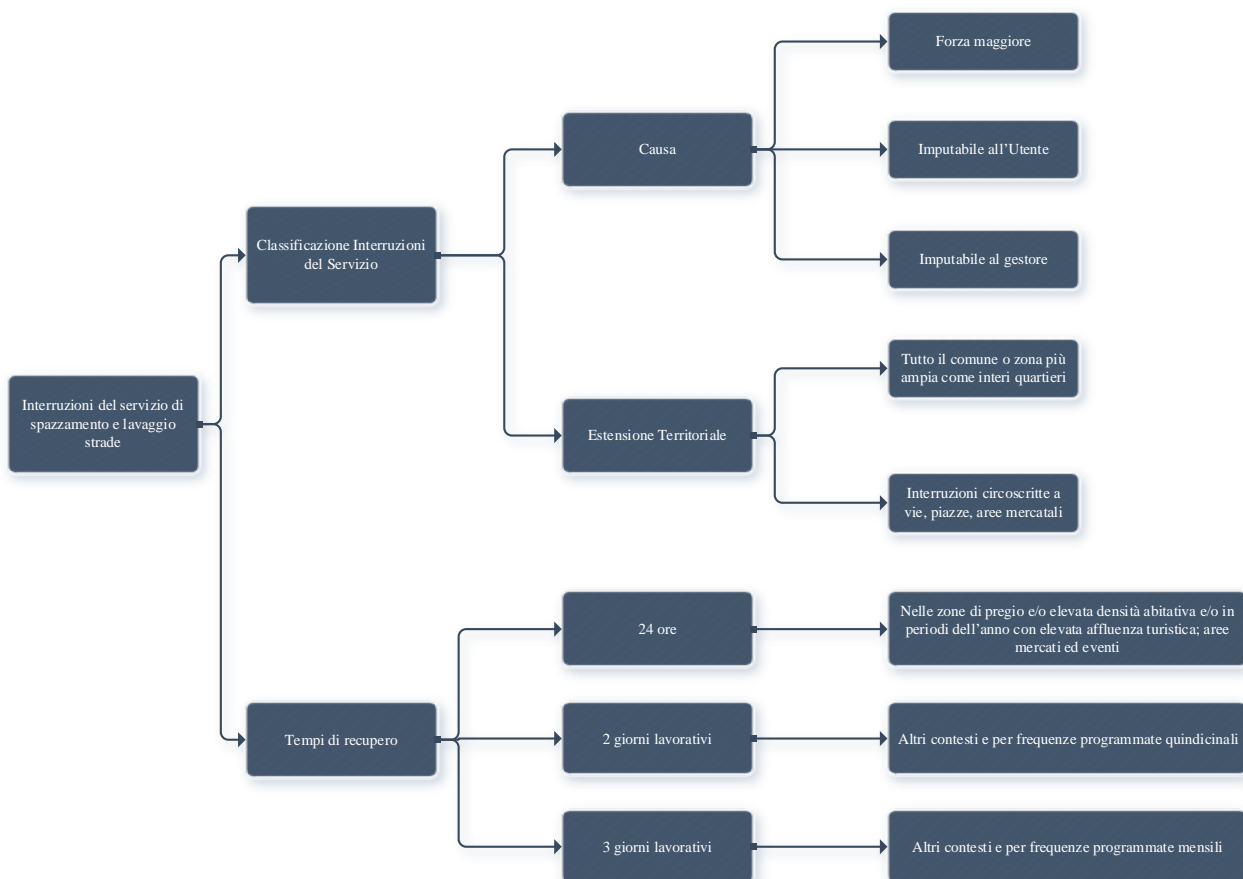 Forza maggiore
Causa
Imputabile all’Utente
Classificazione Interruzioni
del Servizio
Imputabile al gestore
Tutto il comune o zona più
ampia come interi quartieri
Interruzioni del servizio di
spazzamento e lavaggio
strade
Estensione Territoriale
Interruzioni circoscritte a
vie, piazze, aree mercatali
24 ore
Nelle zone di pregio e/o elevata densità abitativa e/o in
periodi dell’anno con elevata affluenza turistica; aree
mercati ed eventi
Tempi di recupero
2 giorni lavorativi
Altri contesti e per frequenze programmate quindicinali
3 giorni lavorativi
Altri contesti e per frequenze programmate mensili